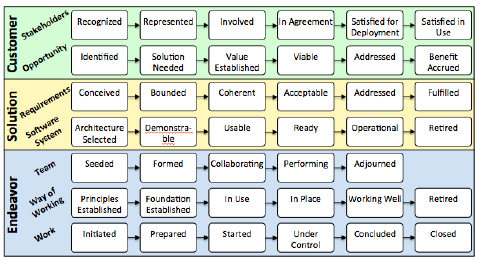 Customer
Stakeholders
Recognized
Represented
Involved
In Agreement
Satisfied for
Deployment
Satisfied in
Use
Opportunity
Identified
Solution
Needed
Value
Established
Viable
Addressed
Benefit
Accrued
Solution
Requirements
Conceived
Bounded
Coherent
Acceptable
Addressed
Fulfilled
Software
System
Architecture
Selected
Demonstra-
ble
Usable
Ready
Operational
Retired
Endeavor
Team
Seeded
Formed
Collaborating
Performing
Adjourned
Way of
Working
Principles
Established
Foundation
Established
In Use
In Place
Working Well
Retired
Work
Initiated
Prepared
Started
Under
Control
Concluded
Closed